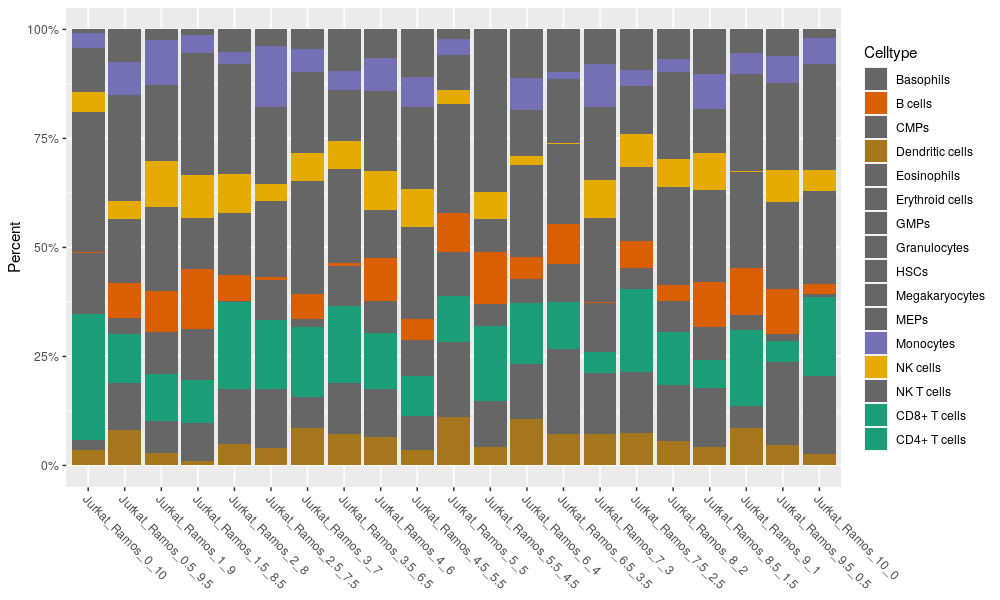 100%
75%
50%
25%
0%
Percent
Jurkat_Ramos_0_10
Jurkat_Ramos_0.5_9.5
Jurkat_Ramos_1_9
Jurkat_Ramos_1.5_8.5
Jurkat_Ramos_2_8
Jurkat_Ramos_2.5_7.5
Jurkat_Ramos_3_7
Jurkat_Ramos_3.5_6.5
Jurkat_Ramos_4_6
Jurkat_Ramos_4.5_5.5
Jurkat_Ramos_5_5
Jurkat_Ramos_5.5_4.5
Jurkat_Ramos_6_4
Jurkat_Ramos_6.5_3.5
Jurkat_Ramos_7_3
Jurkat_Ramos_7.5_2.5
Jurkat_Ramos_8_2
Jurkat_Ramos_8.5_1.5
Jurkat_Ramos_9_1
Jurkat_Ramos_9.5_0.5
Jurkat_Ramos_10_0
Celltype
Basophils
B cells
CMPs
Dendritic cells
Eosinophils
Erythroid cells
GMPs
Granulocytes
HSCs
Megakaryocytes
MEPs
Monocytes
NK cells
NK T cells
CD8+ T cells
CD4+ T cells